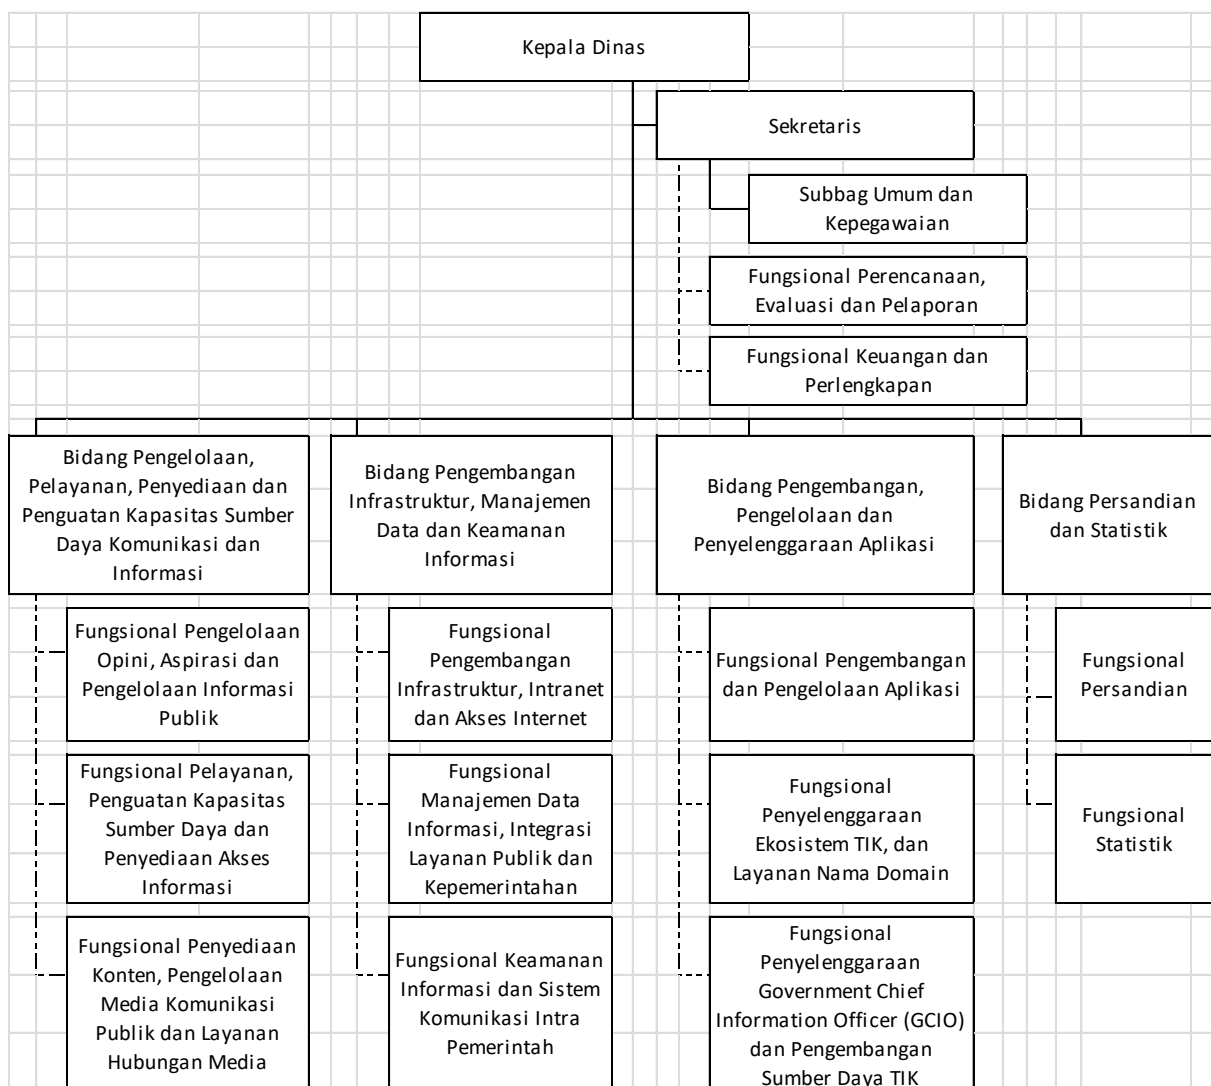 Kepala Dinas
Sekretaris
Subbag Umum dan
Kepegawaian
Fungsional Perencanaan,
Evaluasi dan Pelaporan
Fungsional Keuangan dan
Perlengkapan
Bidang Pengelolaan,
Pelayanan, Penyediaan dan
Penguatan Kapasitas Sumber
Daya Komunikasi dan
Informasi
Bidang Pengembangan
Infrastruktur, Manajemen
Data dan Keamanan
Informasi
Bidang Pengembangan,
Pengelolaan dan
Penyelenggaraan Aplikasi
Bidang Persandian
dan Statistik
Fungsional Pengelolaan
Opini, Aspirasi dan
Pengelolaan Informasi
Publik
Fungsional
Pengembangan
Infrastruktur, Intranet
dan Akses Internet
Fungsional Pengembangan
dan Pengelolaan Aplikasi
Fungsional
Persandian
Fungsional Pelayanan,
Penguatan Kapasitas
Sumber Daya dan
Penyediaan Akses
Informasi
Fungsional
Manajemen Data
Informasi, Integrasi
Layanan Publik dan
Kepemerintahan
Fungsional
Penyelenggaraan
Ekosistem TIK, dan
Layanan Nama Domain
Fungsional
Statistik
Fungsional Penyediaan
Konten, Pengelolaan
Media Komunikasi
Publik dan Layanan
Hubungan Media
Fungsional Keamanan
Informasi dan Sistem
Komunikasi Intra
Pemerintah
Fungsional
Penyelenggaraan
Government Chief
Information Officer (GCIO)
dan Pengembangan
Sumber Daya TIK